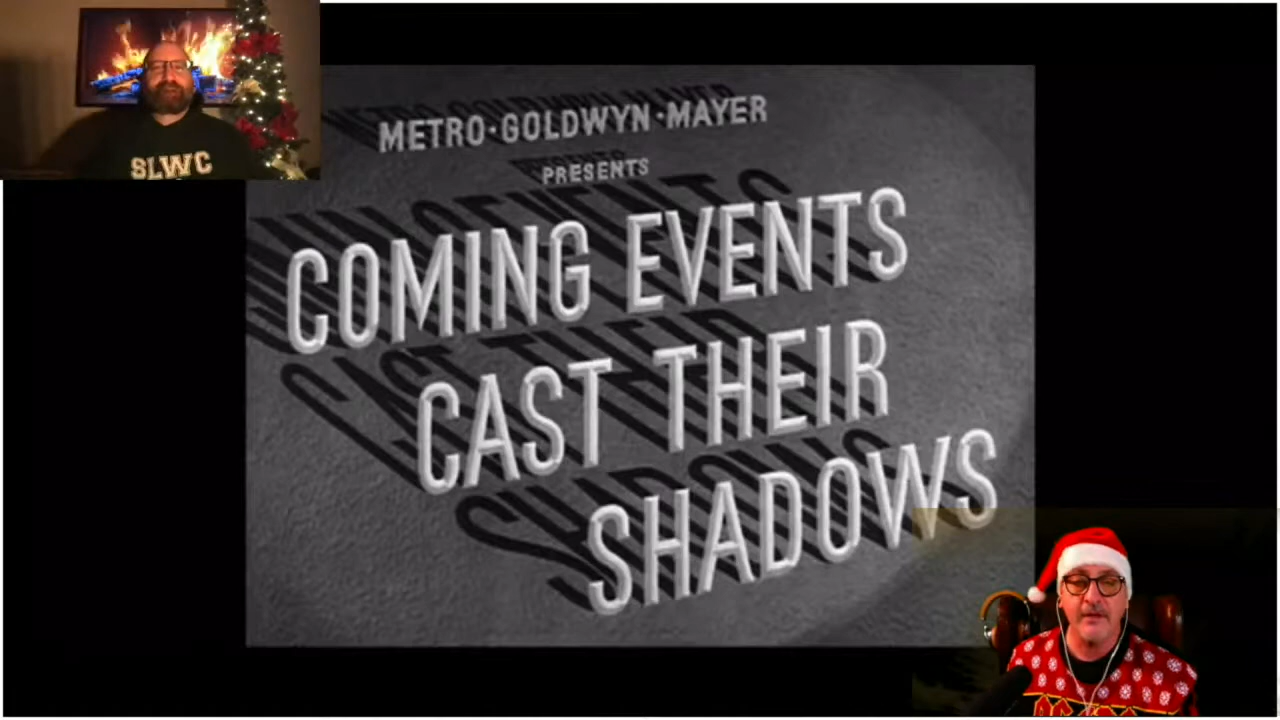 METRO·GOLDWYN·MAYER
PRESENTS
COMING EVENTS
CAST THEIR
SHADOWS
SLWC